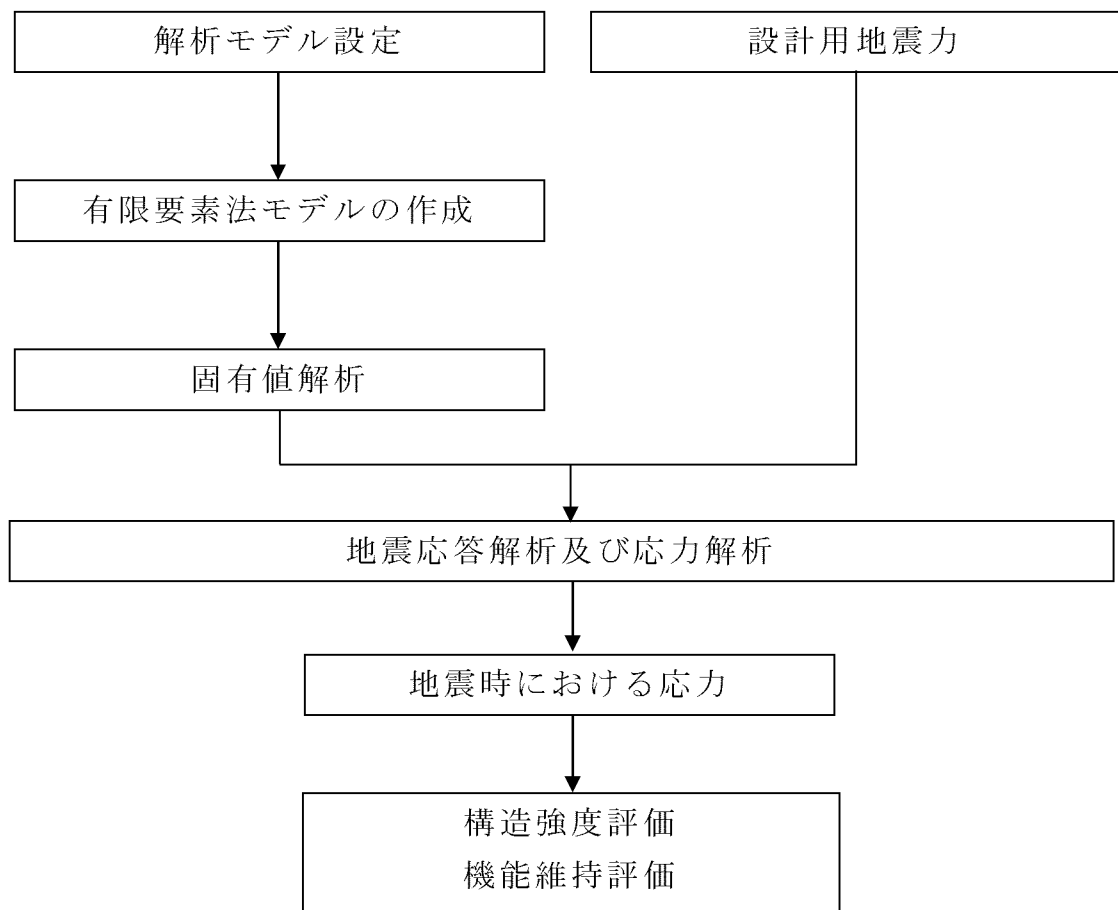 解析モデル設定
設計用地震力
有限要素法モデルの作成
固有値解析
地震応答解析及び応力解析
地震時における応力
構造強度評価
機能維持評価